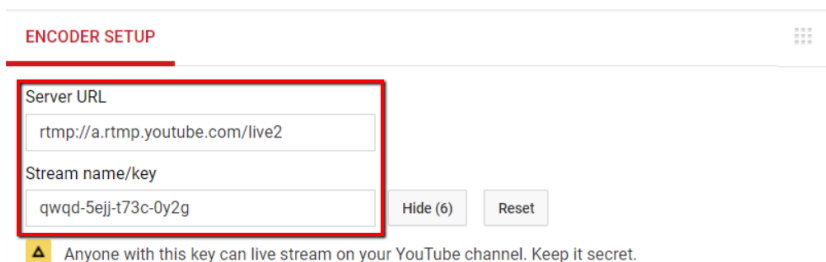 ENCODER SETUP
Server URL
rtmp://a.rtmp.youtube.com/live2
Stream name/key
qwqd-5ejj-t73c-0y2g
Hide (6)
Reset
Anyone with this key can live stream on your YouTube channel. Keep it secret.